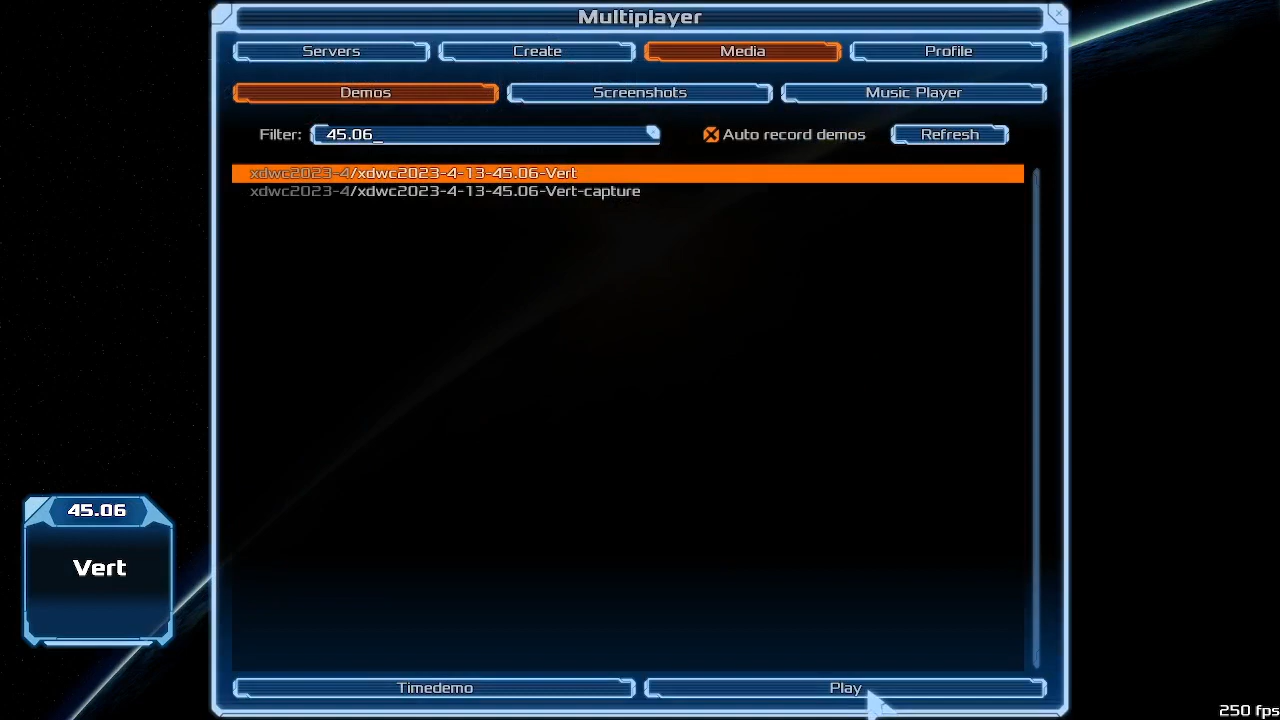 Multiplayer
Servers Create Media Profile
Demos Screenshots Music Player
Filter: 45.06_ Auto record demos Refresh
xdwc2023-4/xdwc2023-4-13-45.06-Vert
xdwc2023-4/xdwc2023-4-13-45.06-Vert-capture
45.06
Vert
Timedemo Play
250 fps